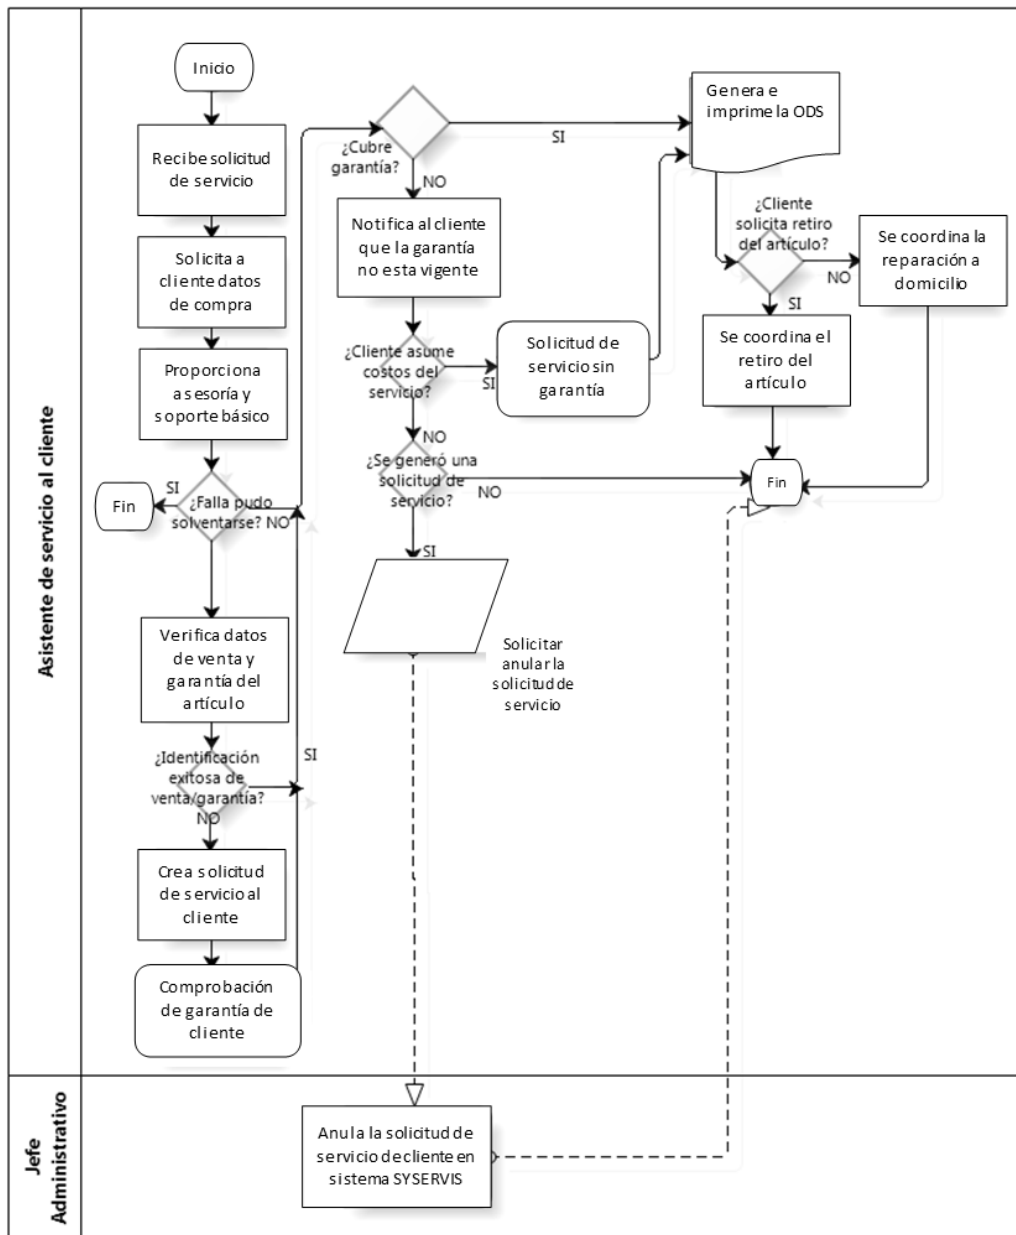 Asistente de servicio al cliente
Inicio
Recibe solicitud
de servicio
Solicita a
cliente datos
de compra
Proporciona
asesoría y
soporte básico
SI
Fin
¿Falla pudo
solventarse? NO
Verifica datos
de venta y
garantía del
artículo
¿Identificación
exitosa de
venta/garantía?
SI
NO
Crea solicitud
de servicio al
cliente
Comprobación
de garantía de
cliente
¿Cubre
garantía?
SI
NO
Notifica al cliente
que la garantía
no esta vigente
¿Cliente asume
costos del
servicio?
SI
NO
Solicitud de
servicio sin
garantía
¿Se generó una
solicitud de
servicio?
NO
SI
Solicitar
anular la
solicitud de
servicio
Genera e
imprime la ODS
¿Cliente
solicita retiro
del artículo?
NO
SI
Se coordina la
reparación a
domicilio
Se coordina el
retiro del
artículo
Fin
Jefe
Administrativo
Anula la solicitud de
servicio de cliente en
sistema SYSERVIS